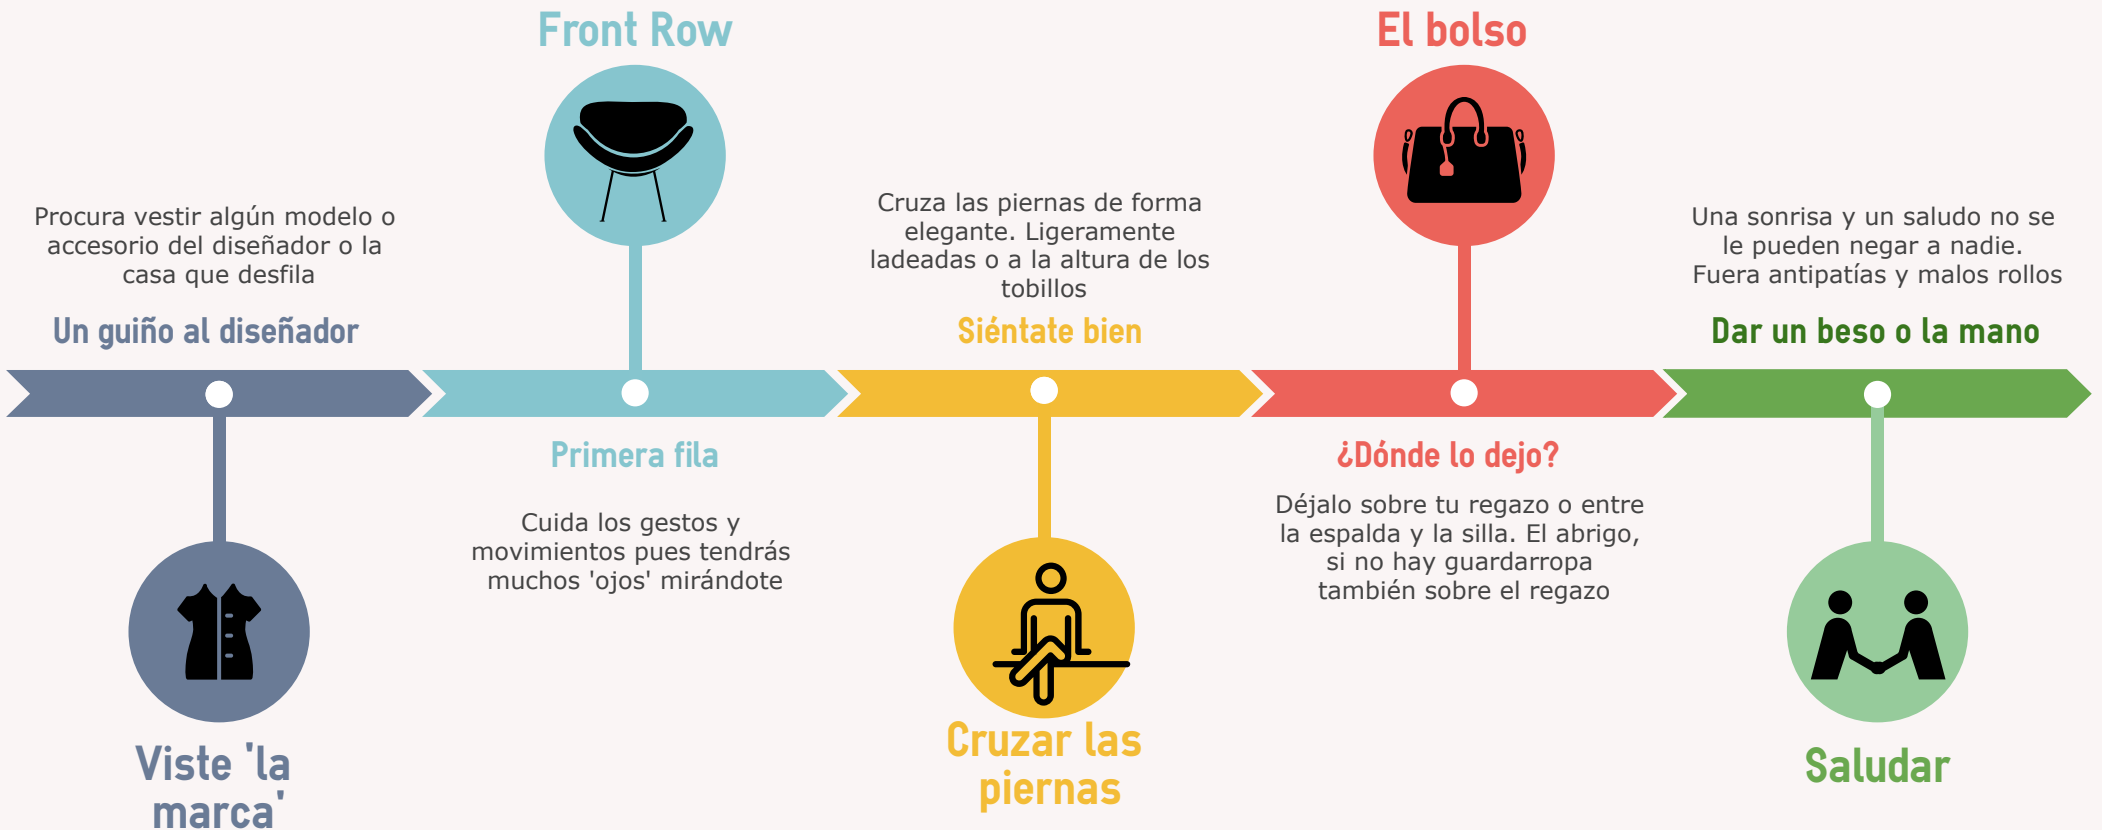 Procura vestir algún modelo o
accesorio del diseñador o la
casa que desfila
Un guiño al diseñador
Viste 'la
marca'
Front Row
Primera fila
Cuida los gestos y
movimientos pues tendrás
muchos 'ojos' mirándote
Cruza las piernas de forma
elegante. Ligeramente
ladeadas o a la altura de los
tobillos
Siéntate bien
Cruzar las
piernas
El bolso
¿Dónde lo dejo?
Déjalo sobre tu regazo o entre
la espalda y la silla. El abrigo,
si no hay guardarropa
también sobre el regazo
Una sonrisa y un saludo no se
le pueden negar a nadie.
Fuera antipatías y malos rollos
Dar un beso o la mano
Saludar